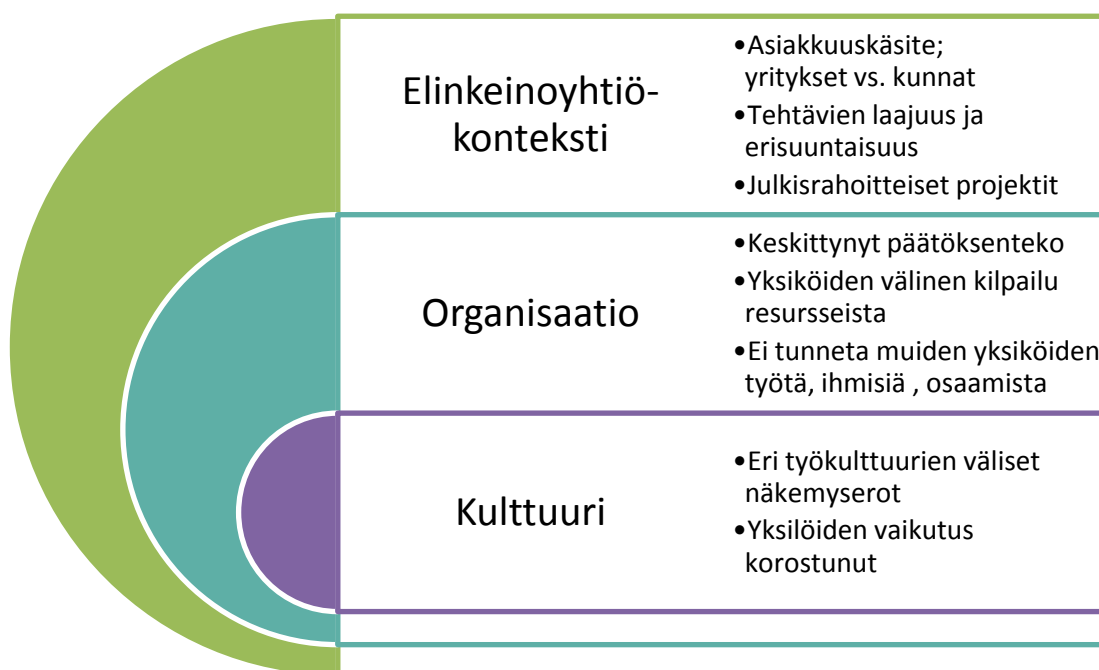 Elinkeinoyhtiö-
konteksti
•Asiakkuuskäsite;
yritykset vs. kunnat
•Tehtävien laajuus ja
erisuuntaisuus
•Julkisrahoitteiset projektit
Organisaatio
•Keskittynyt päätöksenteko
•Yksiköiden välinen kilpailu
resursseista
•Ei tunneta muiden yksiköiden
työtä, ihmisiä , osaamista
Kulttuuri
•Eri työkulttuurien väliset
näkemyserot
•Yksilöiden vaikutus
korostunut